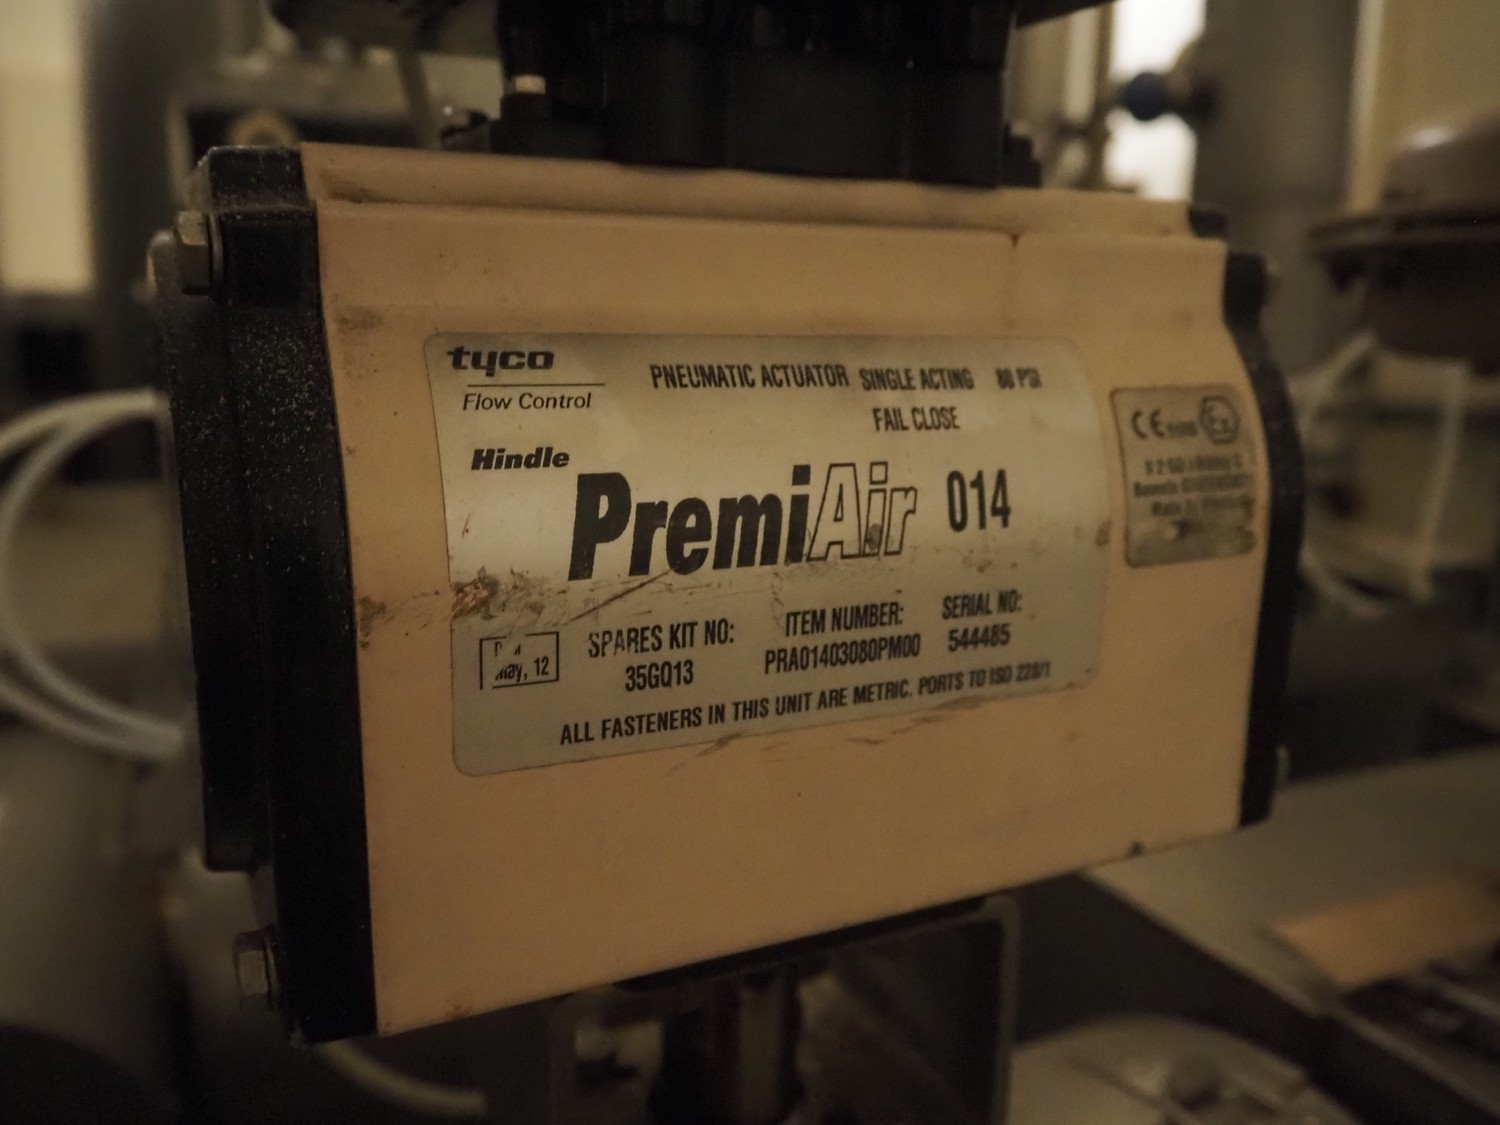 tyco
Flow Control
PNEUMATIC ACTUATOR SINGLE ACTING 80 PSI
FAIL CLOSE
Hindle
PremiAir 014
May, 12
SPARES KIT NO:
35GQ13
ITEM NUMBER:
PRA01403080PM00
SERIAL NO:
544485
ALL FASTENERS IN THIS UNIT ARE METRIC. PORTS TO ISO 228/1
CE Ex